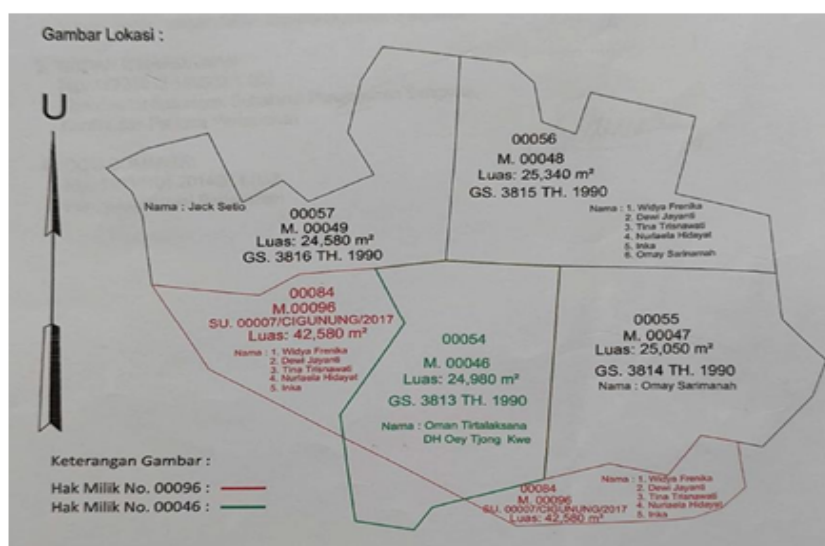 Gambar Lokasi :
U
00056
M. 00048
Luas: 25,340 m²
GS. 3815 TH. 1990
Nama : 1. Widya Frenika
2. Dewi Jayanti
3. Tina Trisnawati
4. Nurlaela Hidayat
5. Inka
6. Omay Sarinamah
Nama : Jack Setio
00057
M. 00049
Luas: 24,580 m²
GS. 3816 TH. 1990
00084
M.00096
SU. 00007/CIGUNUNG/2017
Luas: 42,580 m²
Nama : 1. Widya Frenika
2. Dewi Jayanti
3. Tina Trisnawati
4. Nurlaela Hidayat
5. Inka
00054
M. 00046
Luas: 24,980 m²
GS. 3813 TH. 1990
Nama : Oman Tirtalaksana
DH Oey Tjong Kwe
00055
M. 00047
Luas: 25,050 m²
GS. 3814 TH. 1990
Nama : Omay Sarimanah
Keterangan Gambar :
Hak Milik No. 00096 :
Hak Milik No. 00046 :
00084
M. 00096
SU. 00007/CIGUNUNG/2017
Luas: 42,580 m²
Nama : 1. Widya Frenika
2. Dewi Jayanti
3. Tina Trisnawati
4. Nurlaela Hidayat
5. Inka